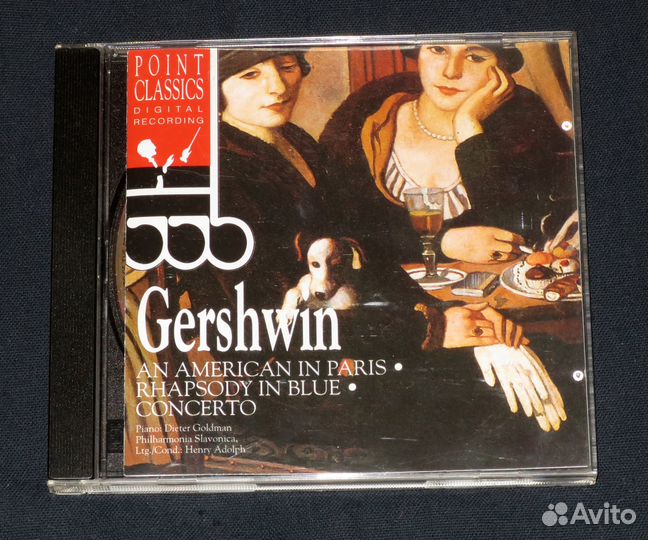 POINT
CLASSICS
DIGITAL
RECORDING
Gershwin
AN AMERICAN IN PARIS •
RHAPSODY IN BLUE •
CONCERTO
Piano: Dieter Goldman
Philharmonia Slavonica,
Ltg./Cond.: Henry Adolph
Avito